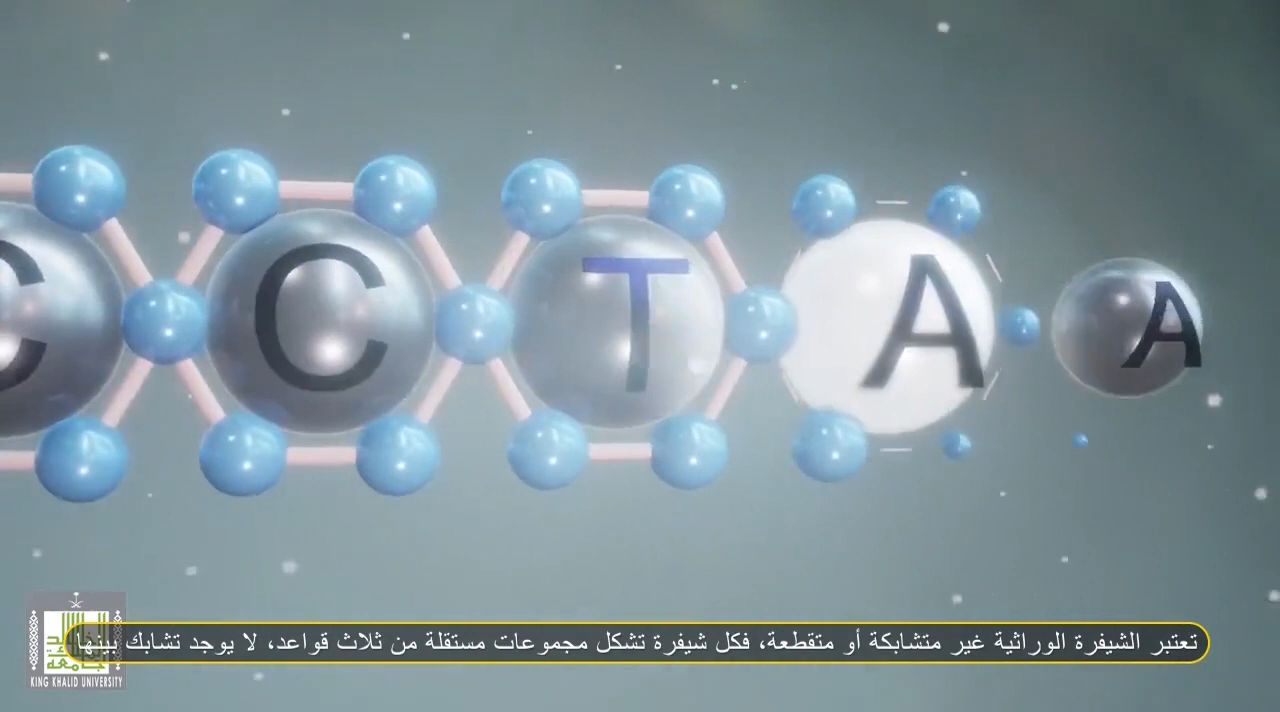 C C T A A
تعتبر الشيفرة الوراثية غير متشابكة أو متقطعة، فكل شيفرة تشكل مجموعات مستقلة من ثلاث قواعد، لا يوجد تشابك بينها
KING KHALID UNIVERSITY